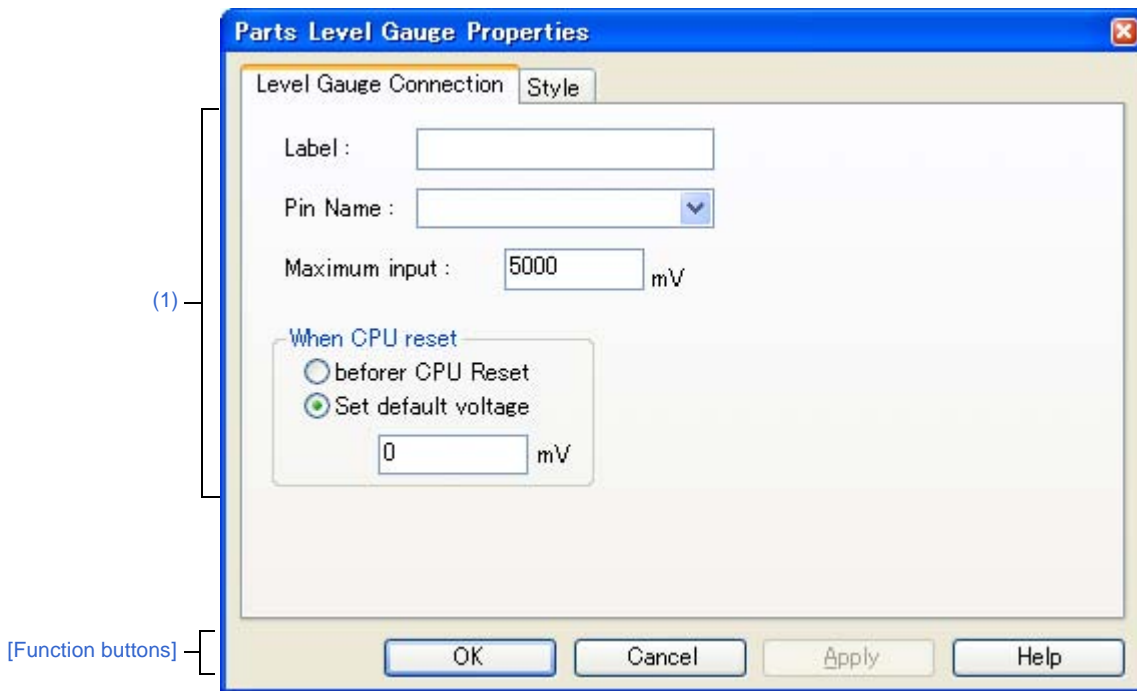 Parts Level Gauge Properties
Level Gauge Connection Style
Label :
Pin Name :
Maximum input : 5000 mV
(1)
When CPU reset
beforer CPU Reset
Set default voltage
0 mV
[Function buttons]
OK Cancel Apply Help